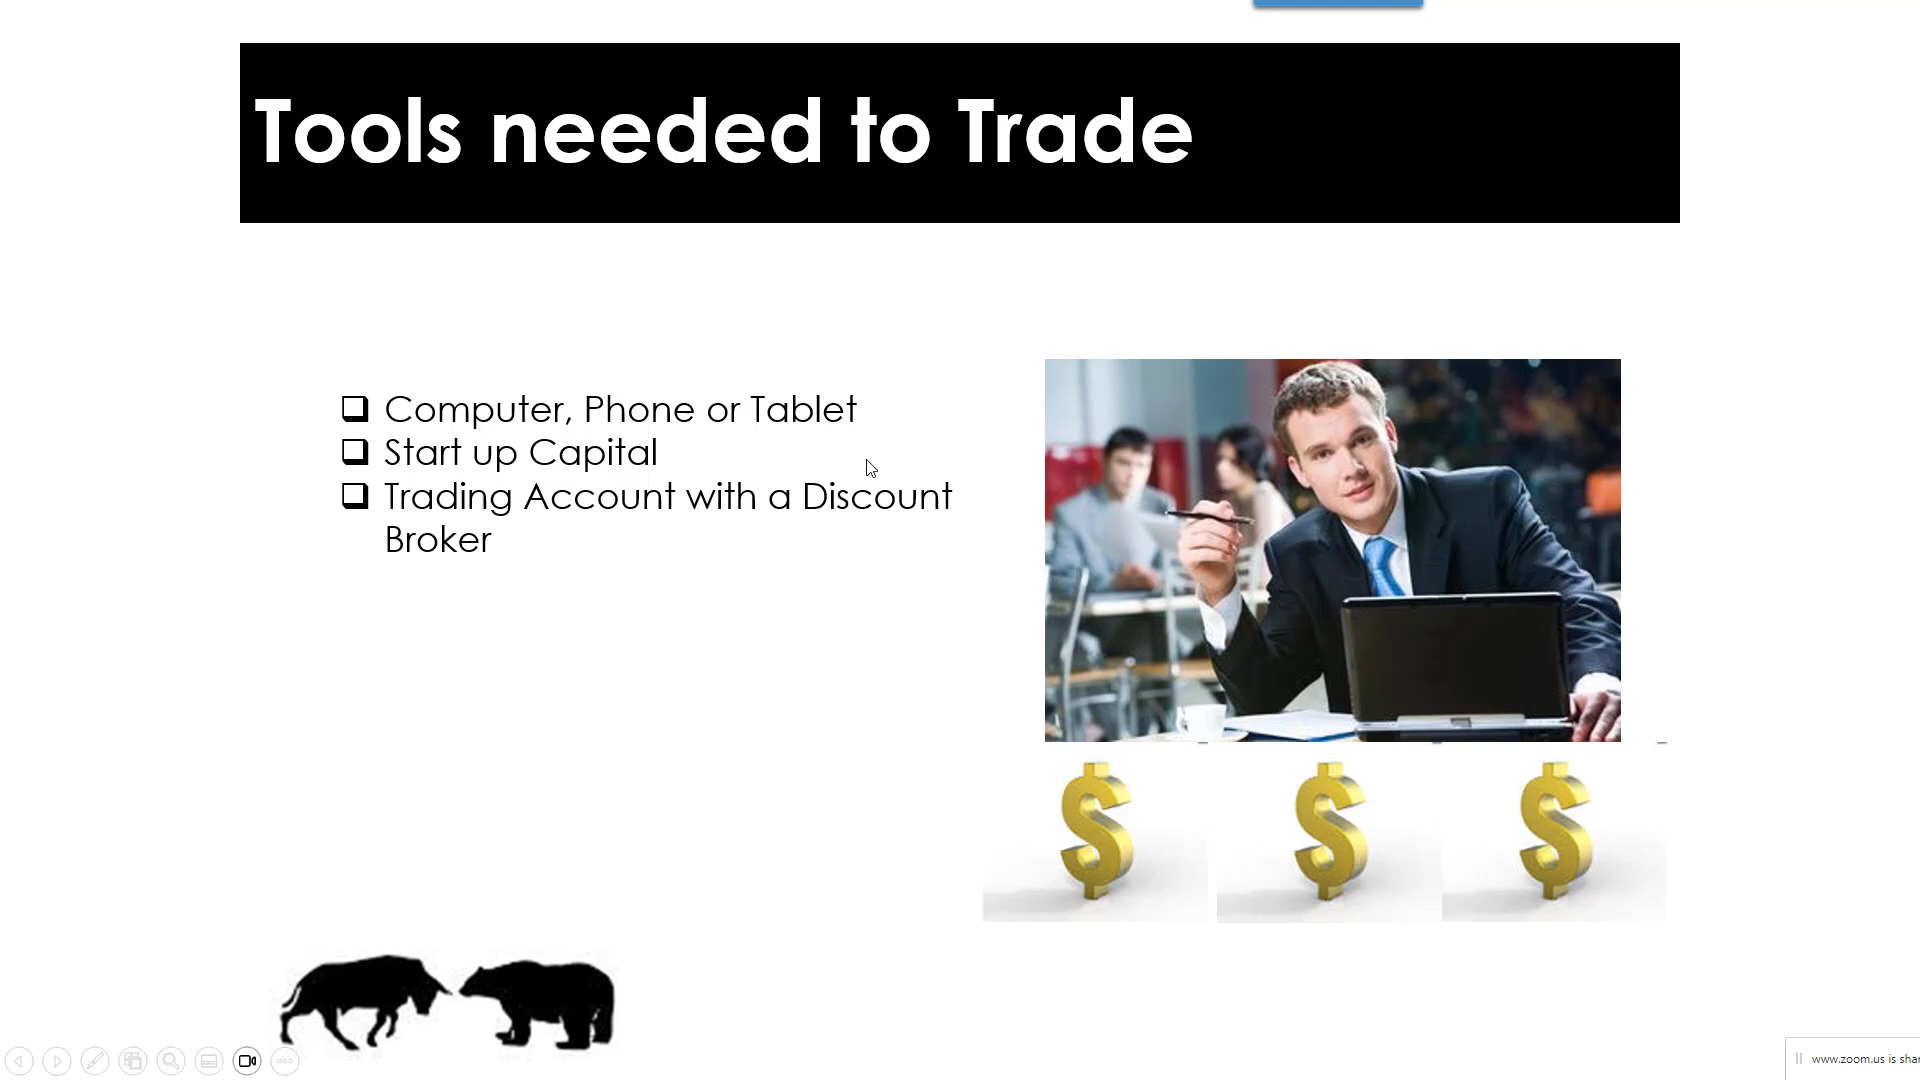 Tools needed to Trade
Computer, Phone or Tablet
Start up Capital
Trading Account with a Discount
Broker
www.zoom.us is shar